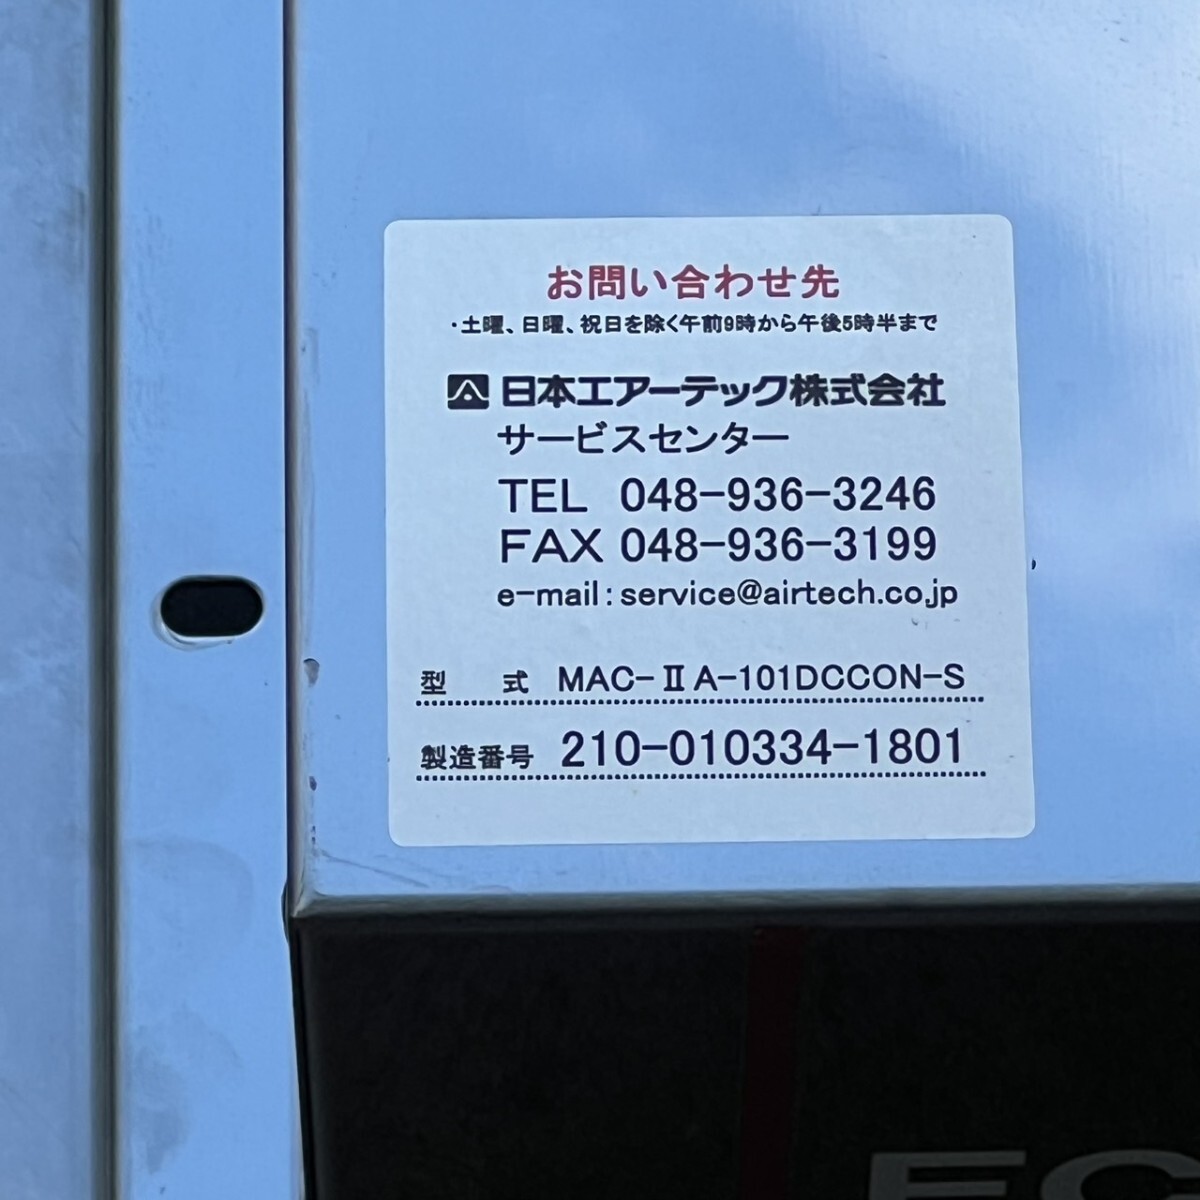 お問い合わせ先
・土曜、日曜、祝日を除く午前9時から午後5時半まで
日本エアーテック株式会社
サービスセンター
TEL 048-936-3246
FAX 048-936-3199
e-mail:service@airtech.co.jp
型 式 MAC-ⅡA-101DCCON-S
製造番号 210-010334-1801